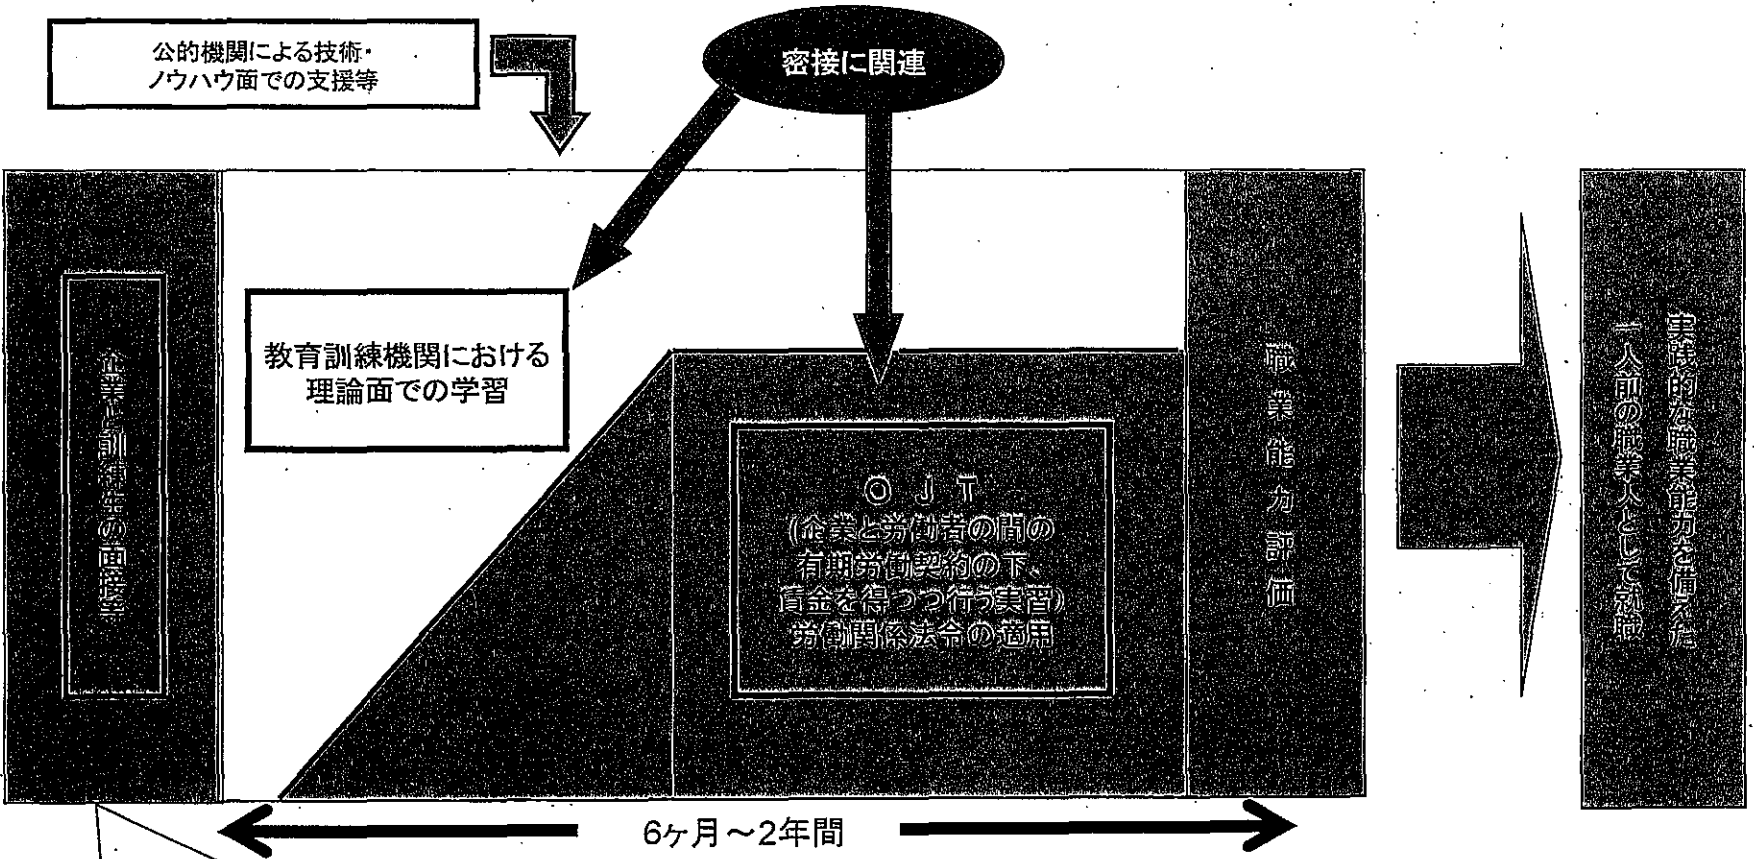 公的機関による技術・
ノウハウ面での支援等
密接に関連
企業と訓練生の面接等
教育訓練機関における
理論面での学習
OJT
(企業と労働者の間の
有期労働契約の下、
賃金を得つつ行う実習)
労働関係法令の適用
職業能力評価
実践的な職業能力を備えた
一人前の職業人として就職
6ヶ月～2年間